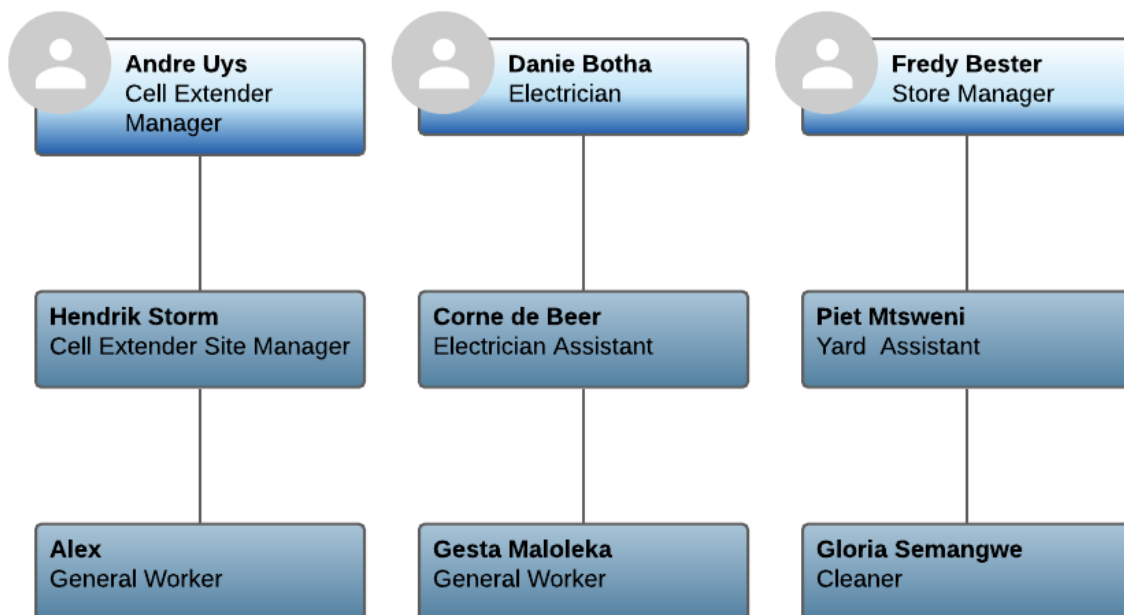 Andre Uys
Cell Extender
Manager
Danie Botha
Electrician
Fredy Bester
Store Manager
Hendrik Storm
Cell Extender Site Manager
Corne de Beer
Electrician Assistant
Piet Mtsweni
Yard  Assistant
Alex
General Worker
Gesta Maloleka
General Worker
Gloria Semangwe
Cleaner